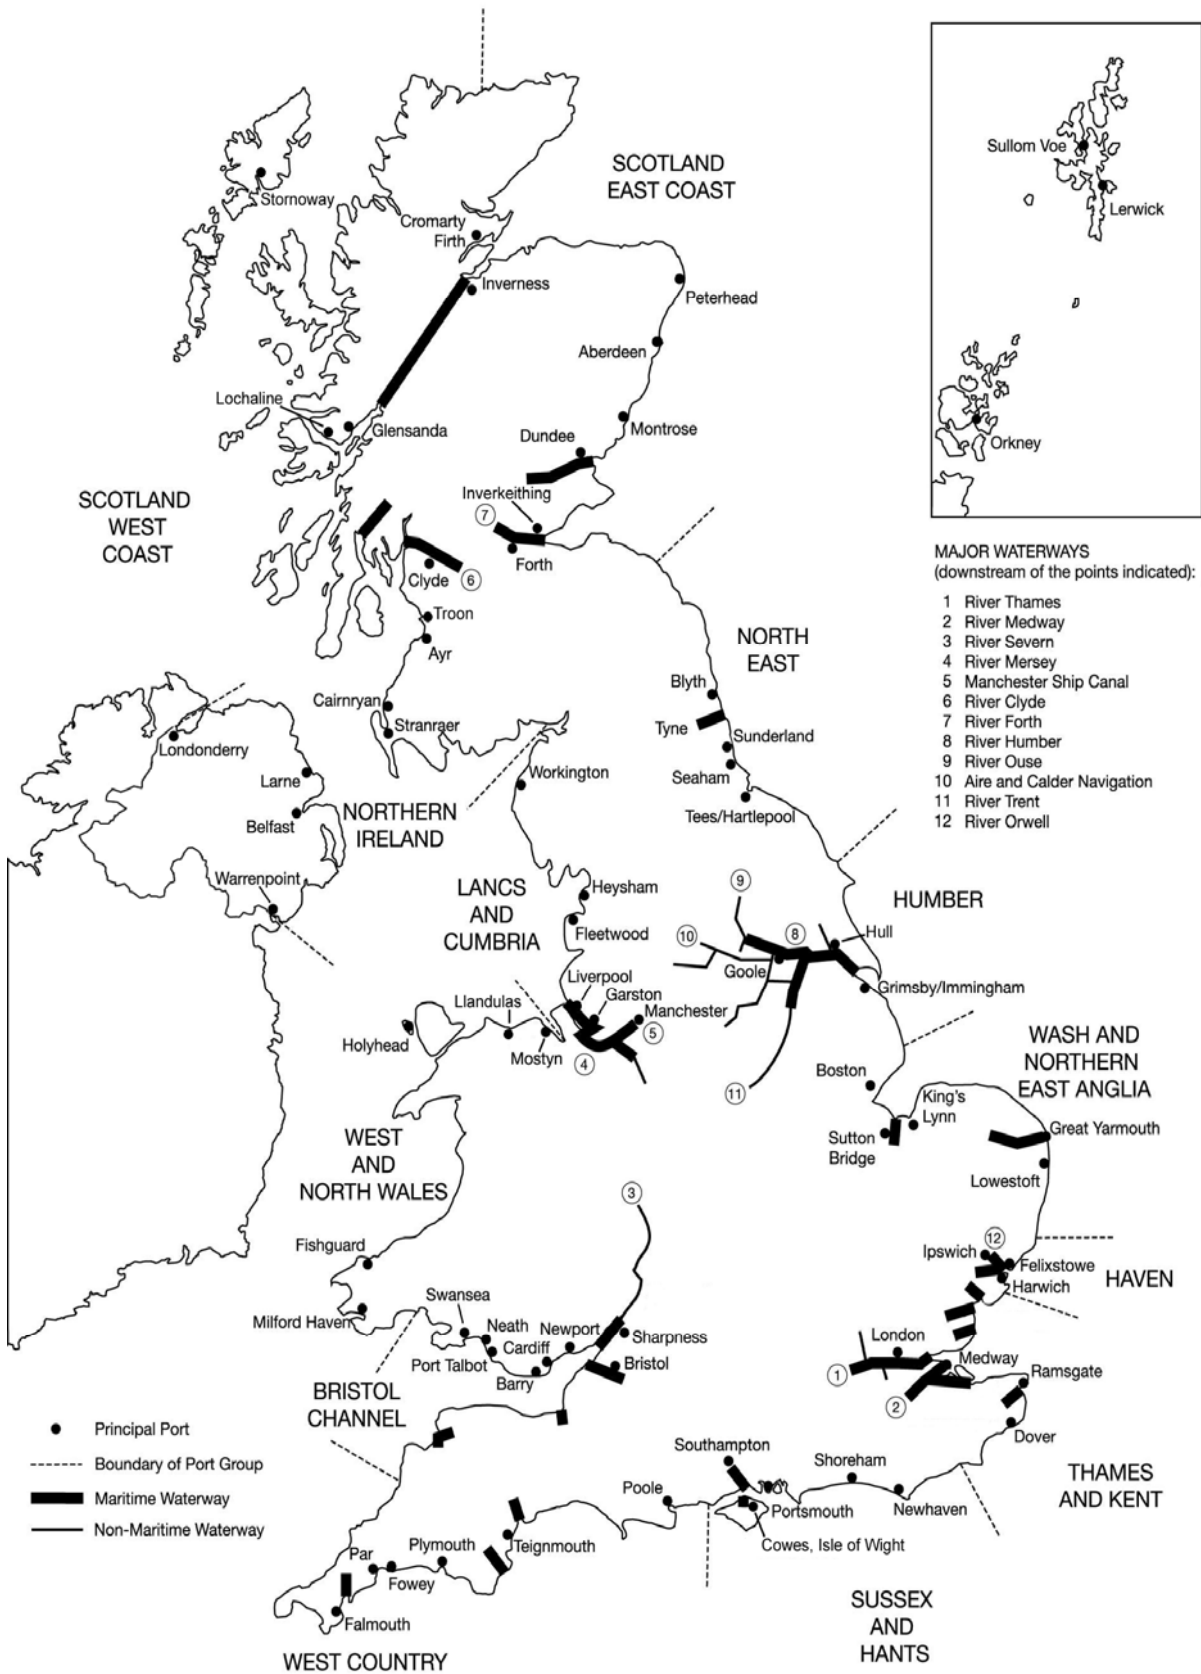 SCOTLAND
EAST COAST
Stornoway
Cromarty
Firth
Inverness
Peterhead
Aberdeen
Lochaline
Glensanda
Montrose
Dundee
Inverkeithing
7
Forth
SCOTLAND
WEST
COAST
Clyde
6
Troon
Ayr
Cairnryan
Stranraer
Sullom Voe
Lerwick
Orkney
MAJOR WATERWAYS
(downstream of the points indicated):
1 River Thames
2 River Medway
3 River Severn
4 River Mersey
5 Manchester Ship Canal
6 River Clyde
7 River Forth
8 River Humber
9 River Ouse
10 Aire and Calder Navigation
11 River Trent
12 River Orwell
NORTH
EAST
Blyth
Tyne
Sunderland
Seaham
Tees/Hartlepool
Londonderry
Larne
Belfast
Warrenpoint
NORTHERN
IRELAND
Workington
LANCS
AND
CUMBRIA
Heysham
Fleetwood
Liverpool
Garston
Manchester
5
4
HUMBER
9
10
8
Hull
Goole
Grimsby/Immingham
11
Llandulas
Holyhead
Mostyn
WEST
AND
NORTH WALES
WASH AND
NORTHERN
EAST ANGLIA
Boston
King's
Lynn
Sutton
Bridge
Great Yarmouth
Lowestoft
3
Fishguard
Milford Haven
Swansea
Neath
Port Talbot
Cardiff
Barry
Newport
Sharpness
Bristol
BRISTOL
CHANNEL
Ipswich
12
Felixstowe
Harwich
HAVEN
London
1
Medway
2
Ramsgate
Dover
THAMES
AND KENT
Southampton
Shoreham
Poole
Portsmouth
Newhaven
Cowes, Isle of Wight
SUSSEX
AND
HANTS
Plymouth
Teignmouth
Par
Fowey
Falmouth
WEST COUNTRY
Principal Port
Boundary of Port Group
Maritime Waterway
Non-Maritime Waterway